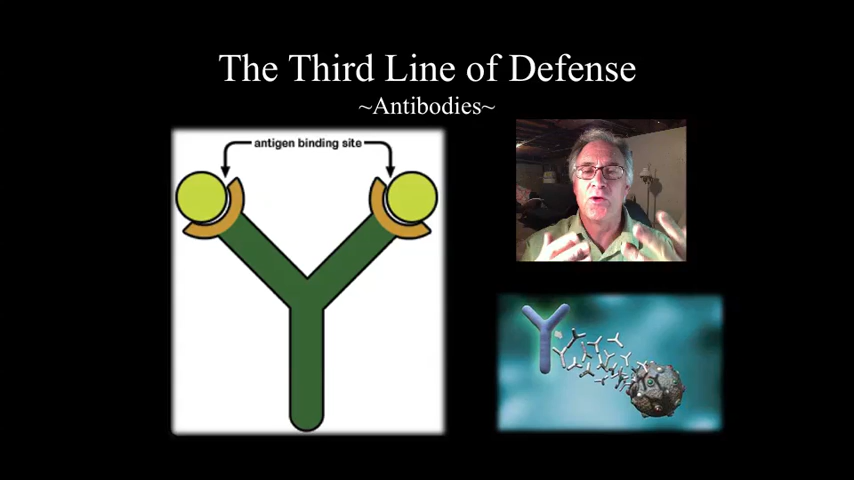 The Third Line of Defense
~Antibodies~
antigen binding site